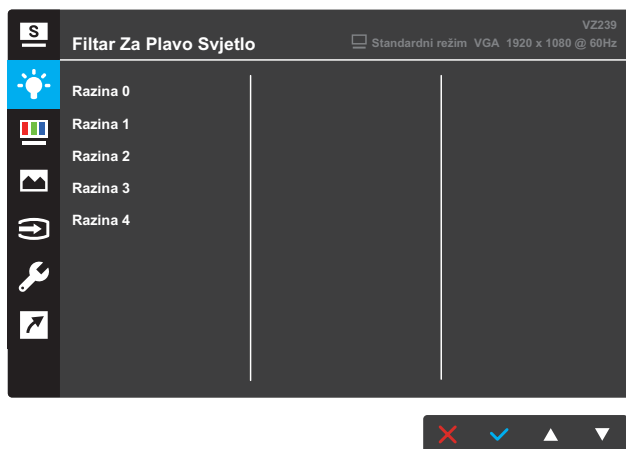 S
VZ239
Filtar Za Plavo Svjetlo
Standardni režim VGA 1920 x 1080 @ 60Hz
Razina 0
Razina 1
Razina 2
Razina 3
Razina 4